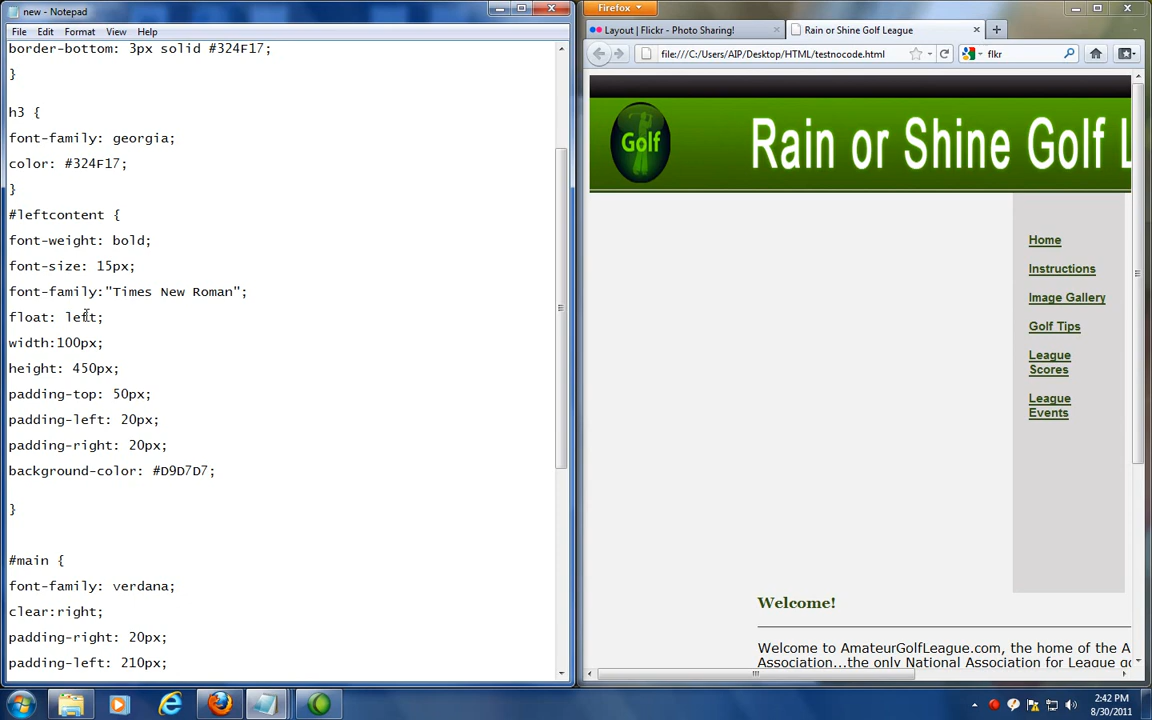 new - Notepad
File Edit Format View Help
border-bottom: 3px solid #324F17;
}
h3 {
font-family: georgia;
color: #324F17;
}
#leftcontent {
font-weight: bold;
font-size: 15px;
font-family:"Times New Roman";
float: left;
width:100px;
height: 450px;
padding-top: 50px;
padding-left: 20px;
padding-right: 20px;
background-color: #D9D7D7;
}
#main {
font-family: verdana;
clear:right;
padding-right: 20px;
padding-left: 210px;
Firefox
Layout | Flickr - Photo Sharing!
Rain or Shine Golf League
file:///C:/Users/AIP/Desktop/HTML/testnocode.html
flkr
Golf
Rain or Shine Golf L
Home
Instructions
Image Gallery
Golf Tips
League
Scores
League
Events
Welcome!
Welcome to AmateurGolfLeague.com, the home of the A
Association...the only National Association for League go
2:42 PM
8/30/2011